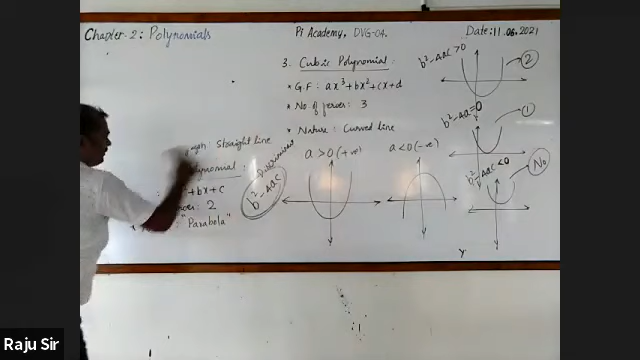 Chapter-2: Polynomials
Pi Academy, DVG-04.
Date: 11.06.2021
3. Cubic Polynomial:
* G.F: ax³+bx²+cx+d
* No of zeroes: 3
* Nature: Curved line
a>0 (+ve)
a<0 (-ve)
Straight line
+bx+c
2
"Parabola"
b²-4ac
b²-4ac>0
2
b²-4ac=0
1
b²-4ac<0
No
y
Raju Sir